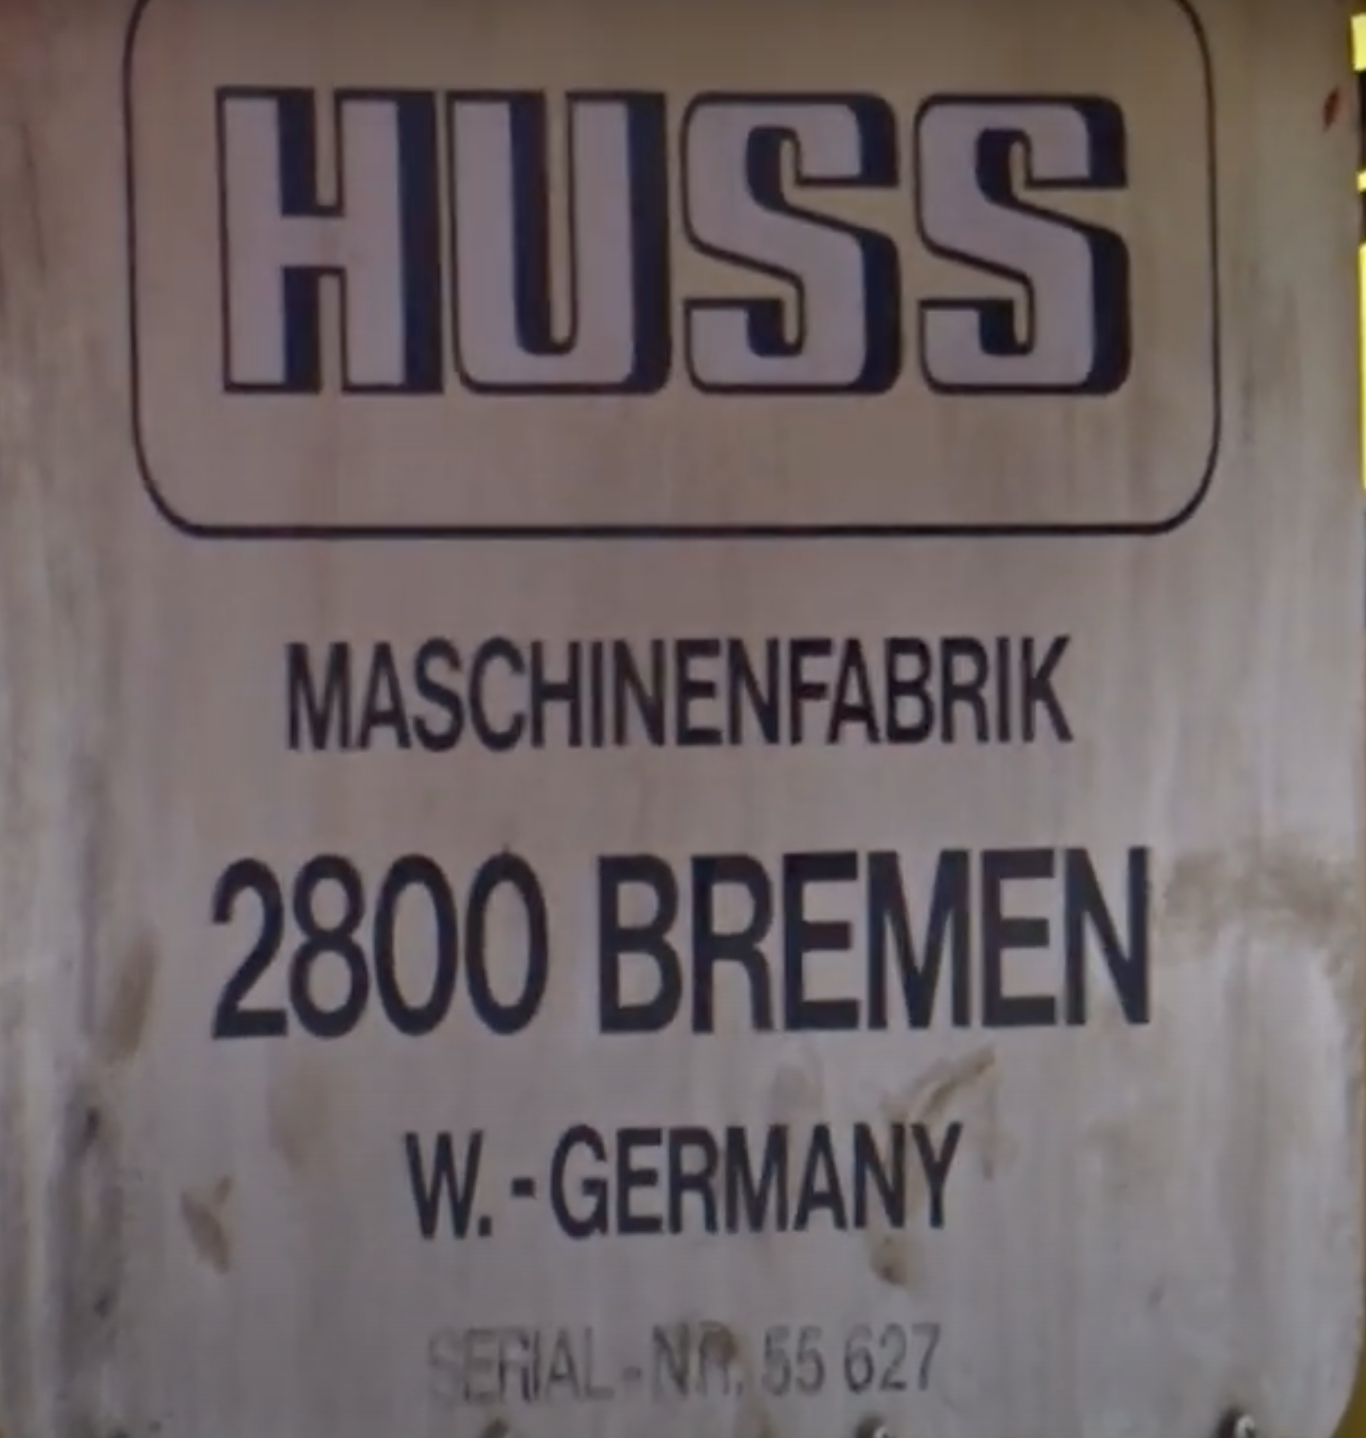 HUSS
MASCHINENFABRIK
2800 BREMEN
W.-GERMANY
SERIAL-NR. 55 627